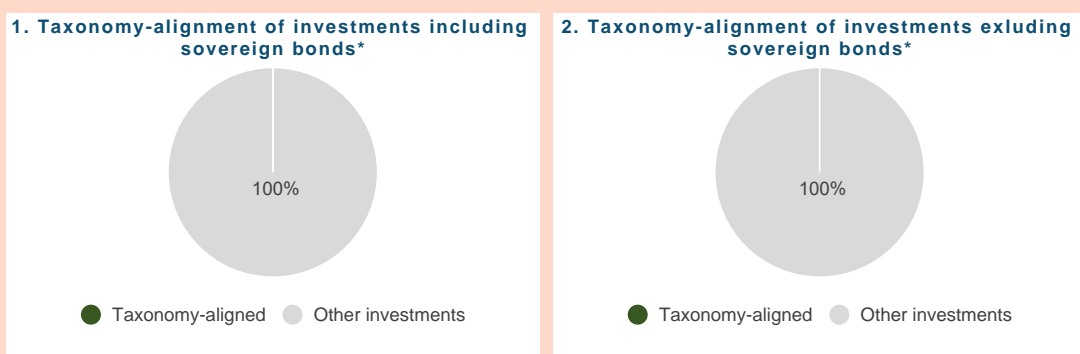 1. Taxonomy-alignment of investments including
sovereign bonds*
100%
Taxonomy-aligned
Other investments
2. Taxonomy-alignment of investments exluding
sovereign bonds*
100%
Taxonomy-aligned
Other investments